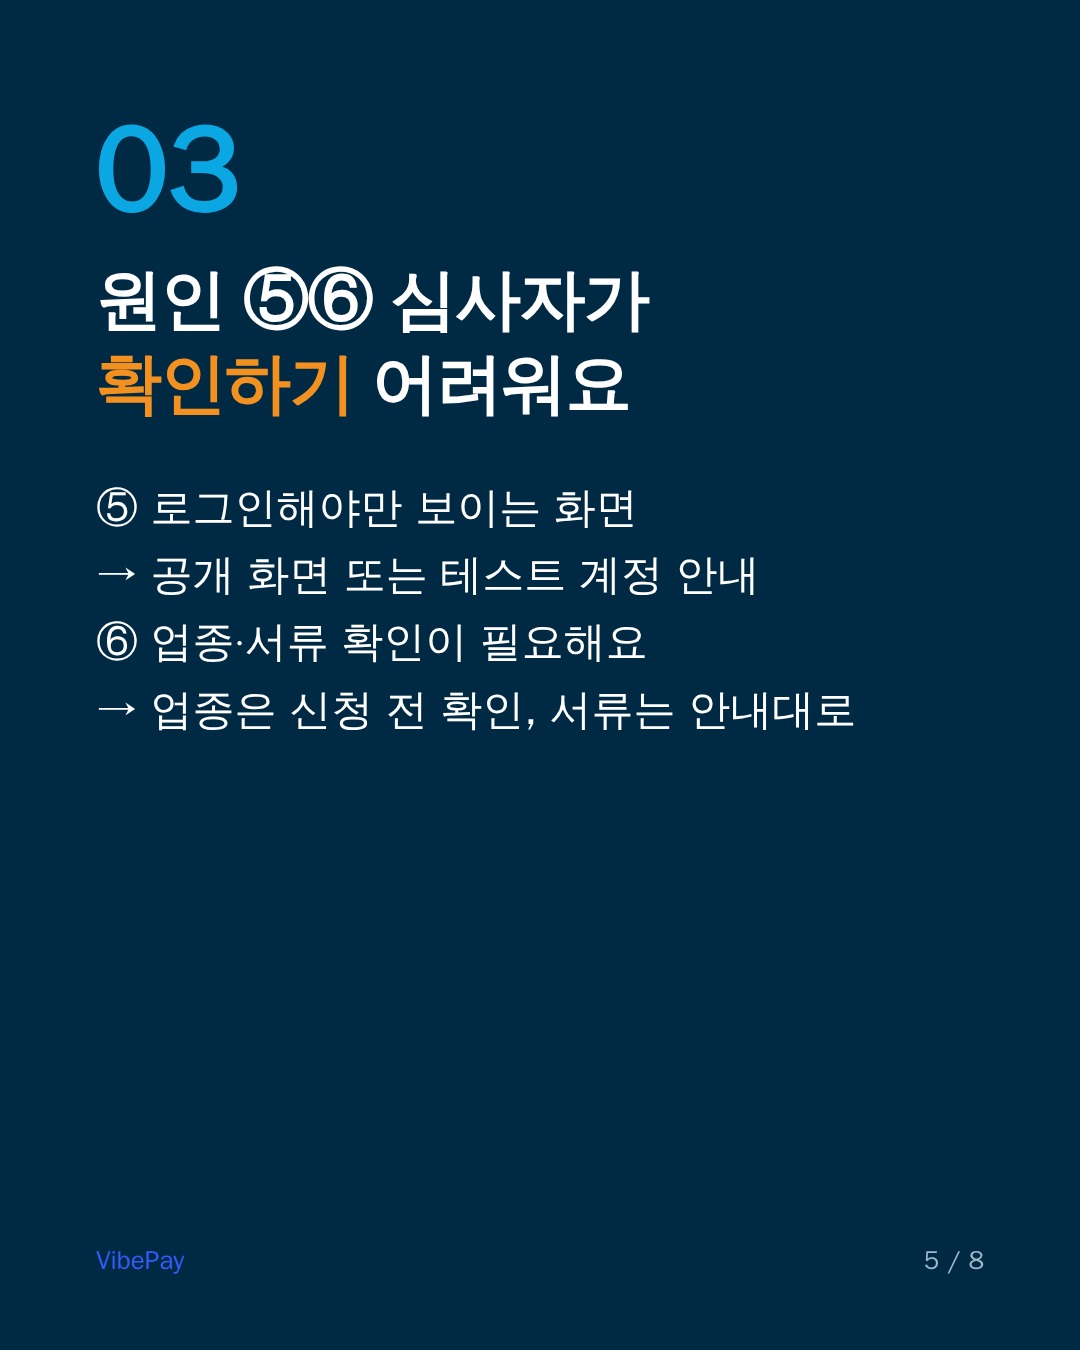 03
원인 ⑤⑥ 심사자가
확인하기 어려워요
⑤ 로그인해야만 보이는 화면
→ 공개 화면 또는 테스트 계정 안내
⑥ 업종·서류 확인이 필요해요
→ 업종은 신청 전 확인, 서류는 안내대로
VibePay
5 / 8